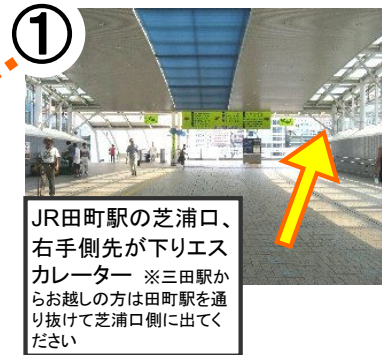 ①
JR田町駅の芝浦口、
右手側先が下りエス
カレーター ※三田駅か
らお越しの方は田町駅を通
り抜けて芝浦口側に出てく
ださい